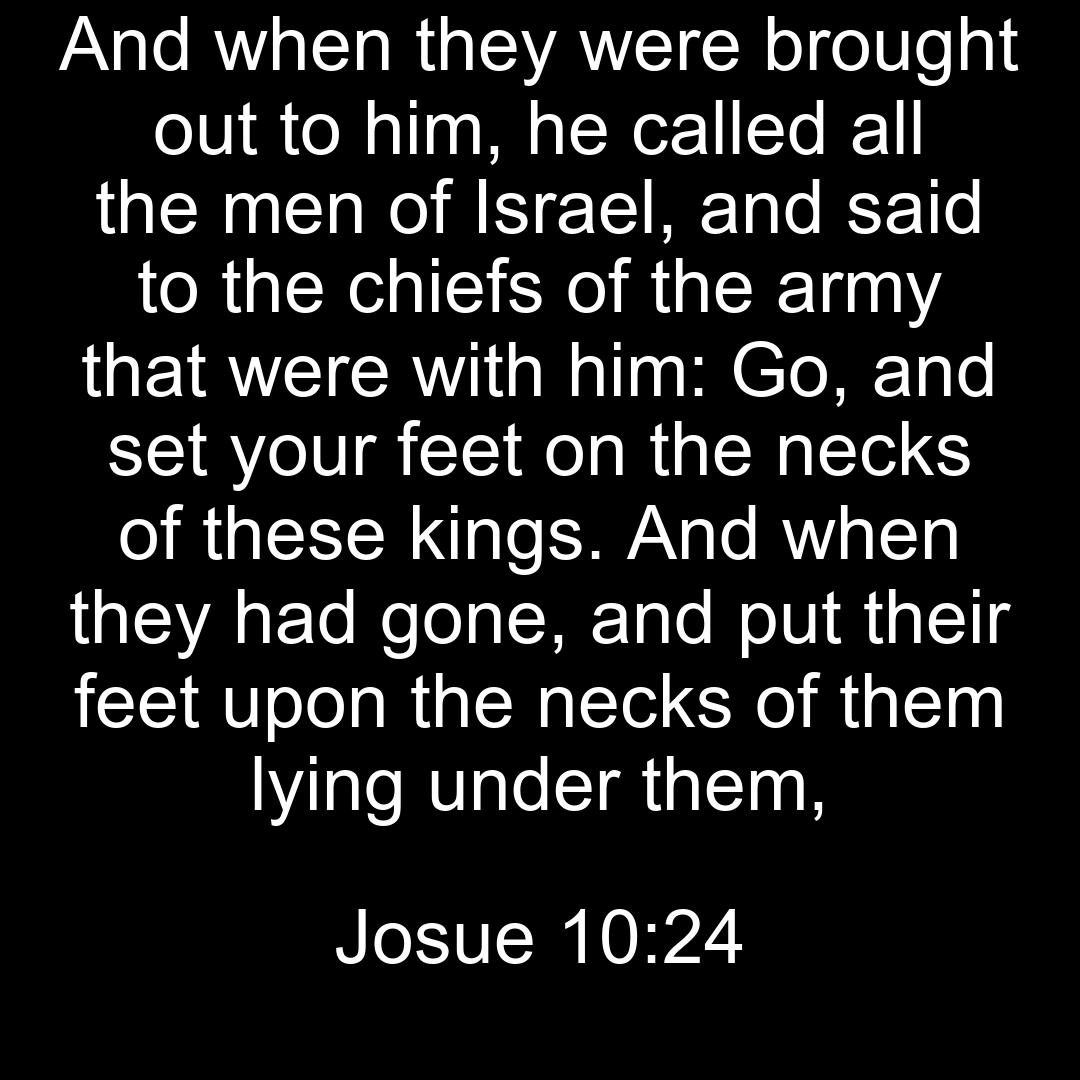 And when they were brought
out to him, he called all
the men of Israel, and said
to the chiefs of the army
that were with him: Go, and
set your feet on the necks
of these kings. And when
they had gone, and put their
feet upon the necks of them
lying under them,
Josue 10:24